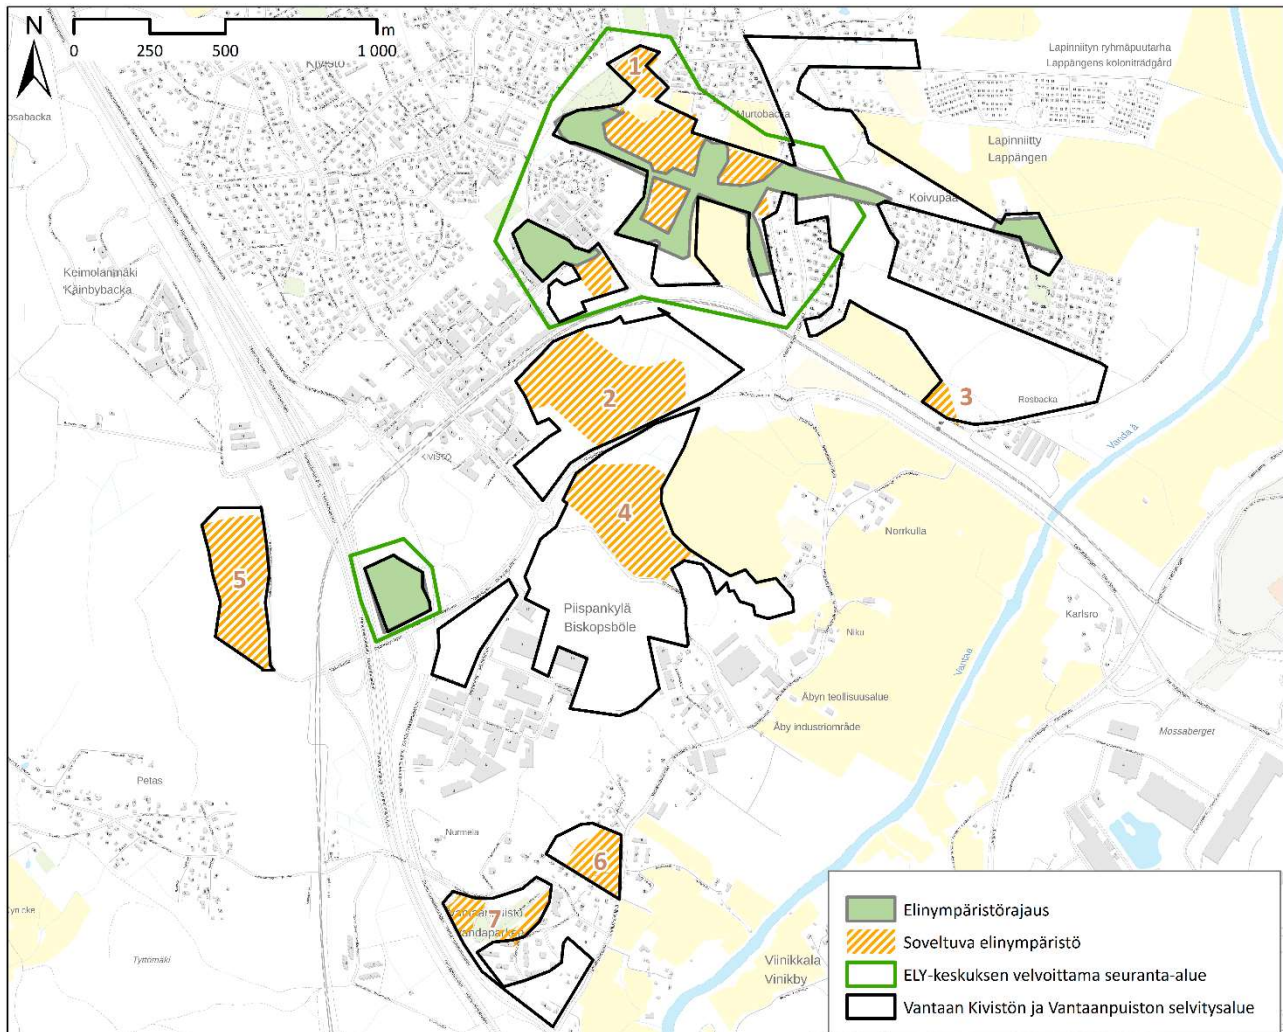 N
m
0 250 500 1 000
Kivistö
1
Lapinniityn ryhmäpuutarha
Lappängens koloniträdgård
Murtobacka
Lapinniitty
Lappängen
Koivupää
Keimolanmäki
Käinbybacka
2
3
Rosbacka
Vanda å
Kivistö
4
Norrkulla
5
Piispankylä
Biskopsböle
Karlsro
Niku
Vantaa
Åbyn teollisuusalue
Åby industriområde
Mossaberget
Petas
Nurmela
6
7
Viinikkala
Vinikby
Tyttömäki
Elinympäristörajaus
Soveltuva elinympäristö
ELY-keskuksen velvoittama seuranta-alue
Vantaan Kivistön ja Vantaanpuiston selvitysalue